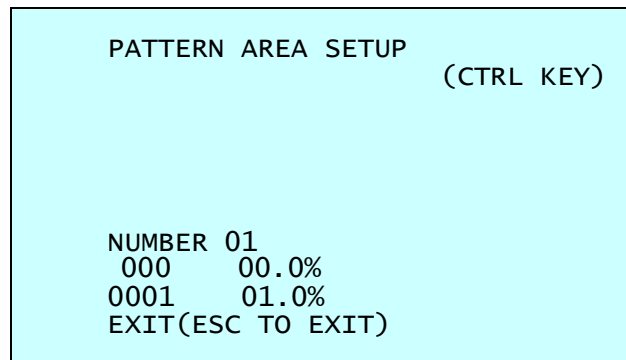 PATTERN AREA SETUP
(CTRL KEY)
NUMBER 01
000 00.0%
0001 01.0%
EXIT(ESC TO EXIT)